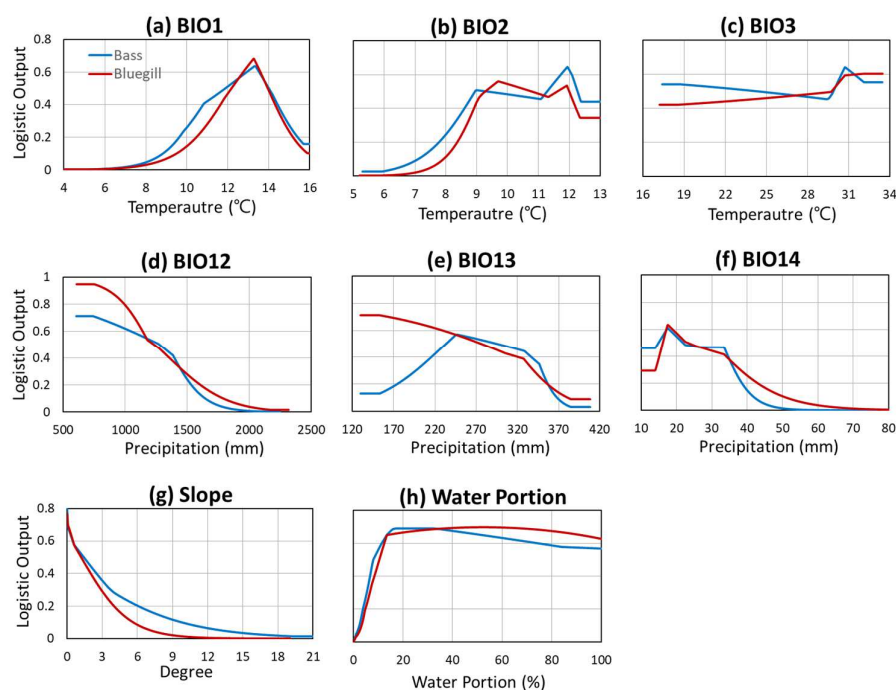 (a) BIO1
(b) BIO2
(c) BIO3
Logistic Output
0.8
0.6
0.4
0.2
0
Bass
Bluegill
4 6 8 10 12 14 16
5 6 7 8 9 10 11 12 13
16 19 22 25 28 31 34
Temperautre (℃)
Temperautre (℃)
Temperautre (℃)
(d) BIO12
(e) BIO13
(f) BIO14
Logistic Output
1
0.8
0.6
0.4
0.2
0
500 1000 1500 2000 2500
120 170 220 270 320 370 420
10 20 30 40 50 60 70 80
Precipitation (mm)
Precipitation (mm)
Precipitation (mm)
(g) Slope
(h) Water Portion
Logistic Output
0.8
0.6
0.4
0.2
0
0 3 6 9 12 15 18 21
0 20 40 60 80 100
Degree
Water Portion (%)